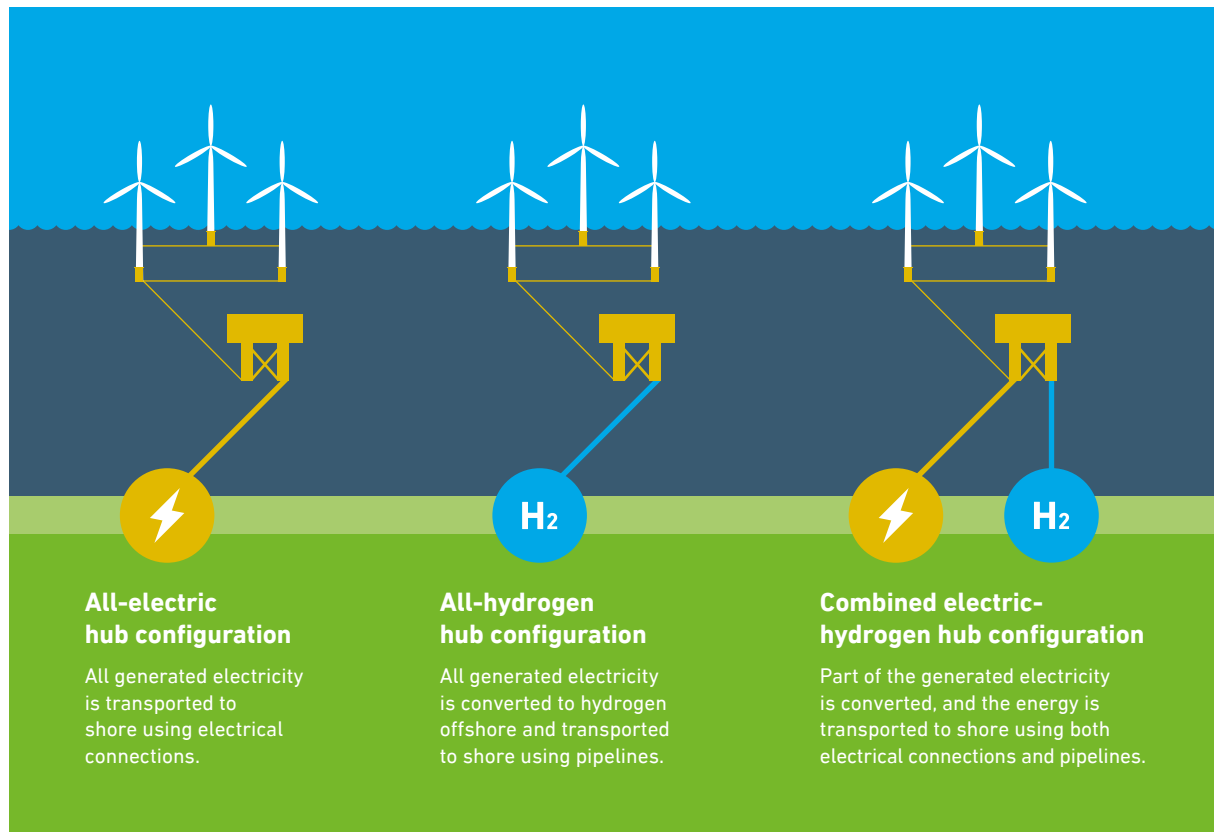 H2
H2
All-electric
hub configuration
All generated electricity
is transported to
shore using electrical
connections.
All-hydrogen
hub configuration
All generated electricity
is converted to hydrogen
offshore and transported
to shore using pipelines.
Combined electric-
hydrogen hub configuration
Part of the generated electricity
is converted, and the energy is
transported to shore using both
electrical connections and pipelines.